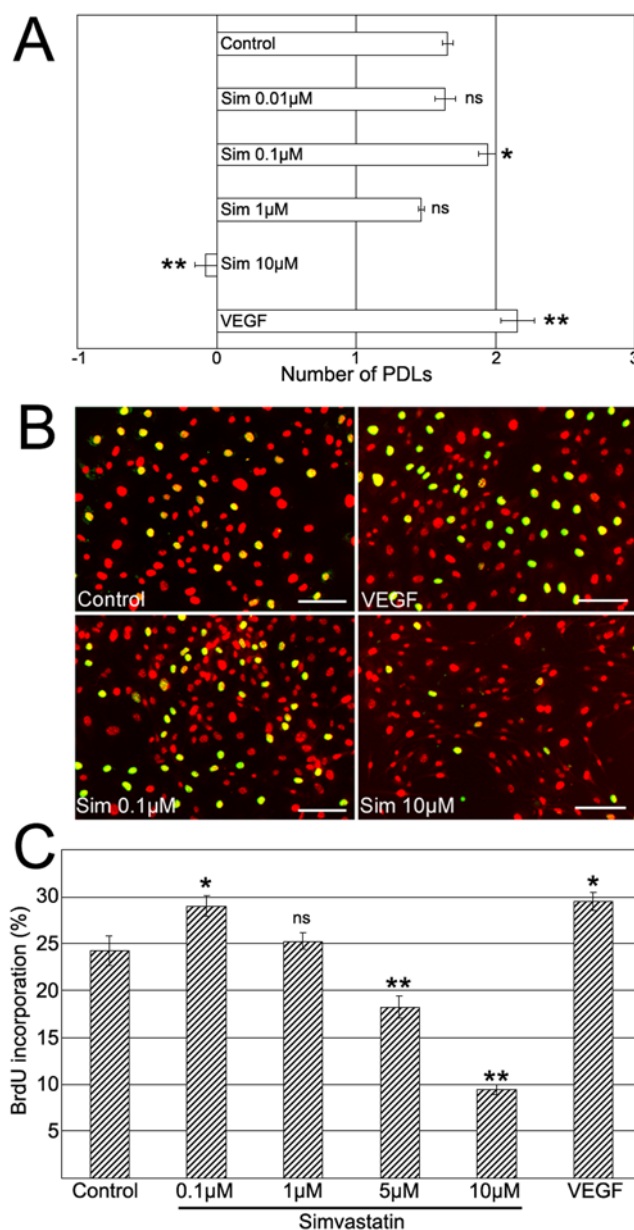 A
Control
Sim 0.01µM
ns
Sim 0.1µM
*
Sim 1µM
ns
**
Sim 10µM
VEGF
**
-1 0 1 2 3
Number of PDLs
B
Control
VEGF
Sim 0.1µM
Sim 10µM
C
BrdU incorporation (%)
30
25
20
15
10
5
*
ns
**
**
*
Control 0.1µM 1µM 5µM 10µM VEGF
Simvastatin